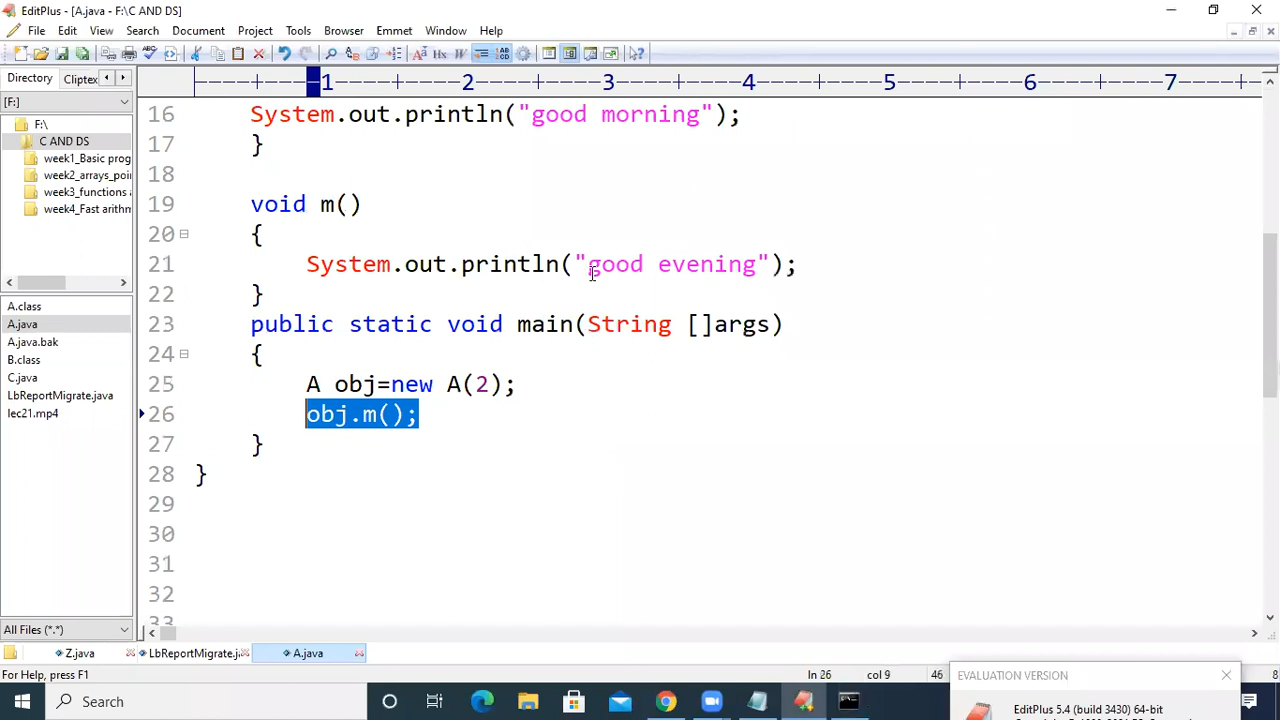 EditPlus - [A.java - F:\C AND DS]
File Edit View Search Document Project Tools Browser Emmet Window Help
Directory Cliptex
[F:]
F:\
C AND DS
week1_Basic prog
week2_arrays_poi
week3_functions a
week4_Fast arithm
A.class
A.java
A.java.bak
B.class
C.java
LbReportMigrate.java
lec21.mp4
All Files (*.*)
----+----1----+----2----+----3----+----4----+----5----+----6----+----7----
16 System.out.println("good morning");
17 }
18
19 void m()
20 {
21 System.out.println("good evening");
22 }
23 public static void main(String []args)
24 {
25 A obj=new A(2);
26 obj.m();
27 }
28 }
29
30
31
32
33
Z.java LbReportMigrate.ja A.java
For Help, press F1 ln 26 col 9 46 8
EVALUATION VERSION
EditPlus 5.4 (build 3430) 64-bit
Search